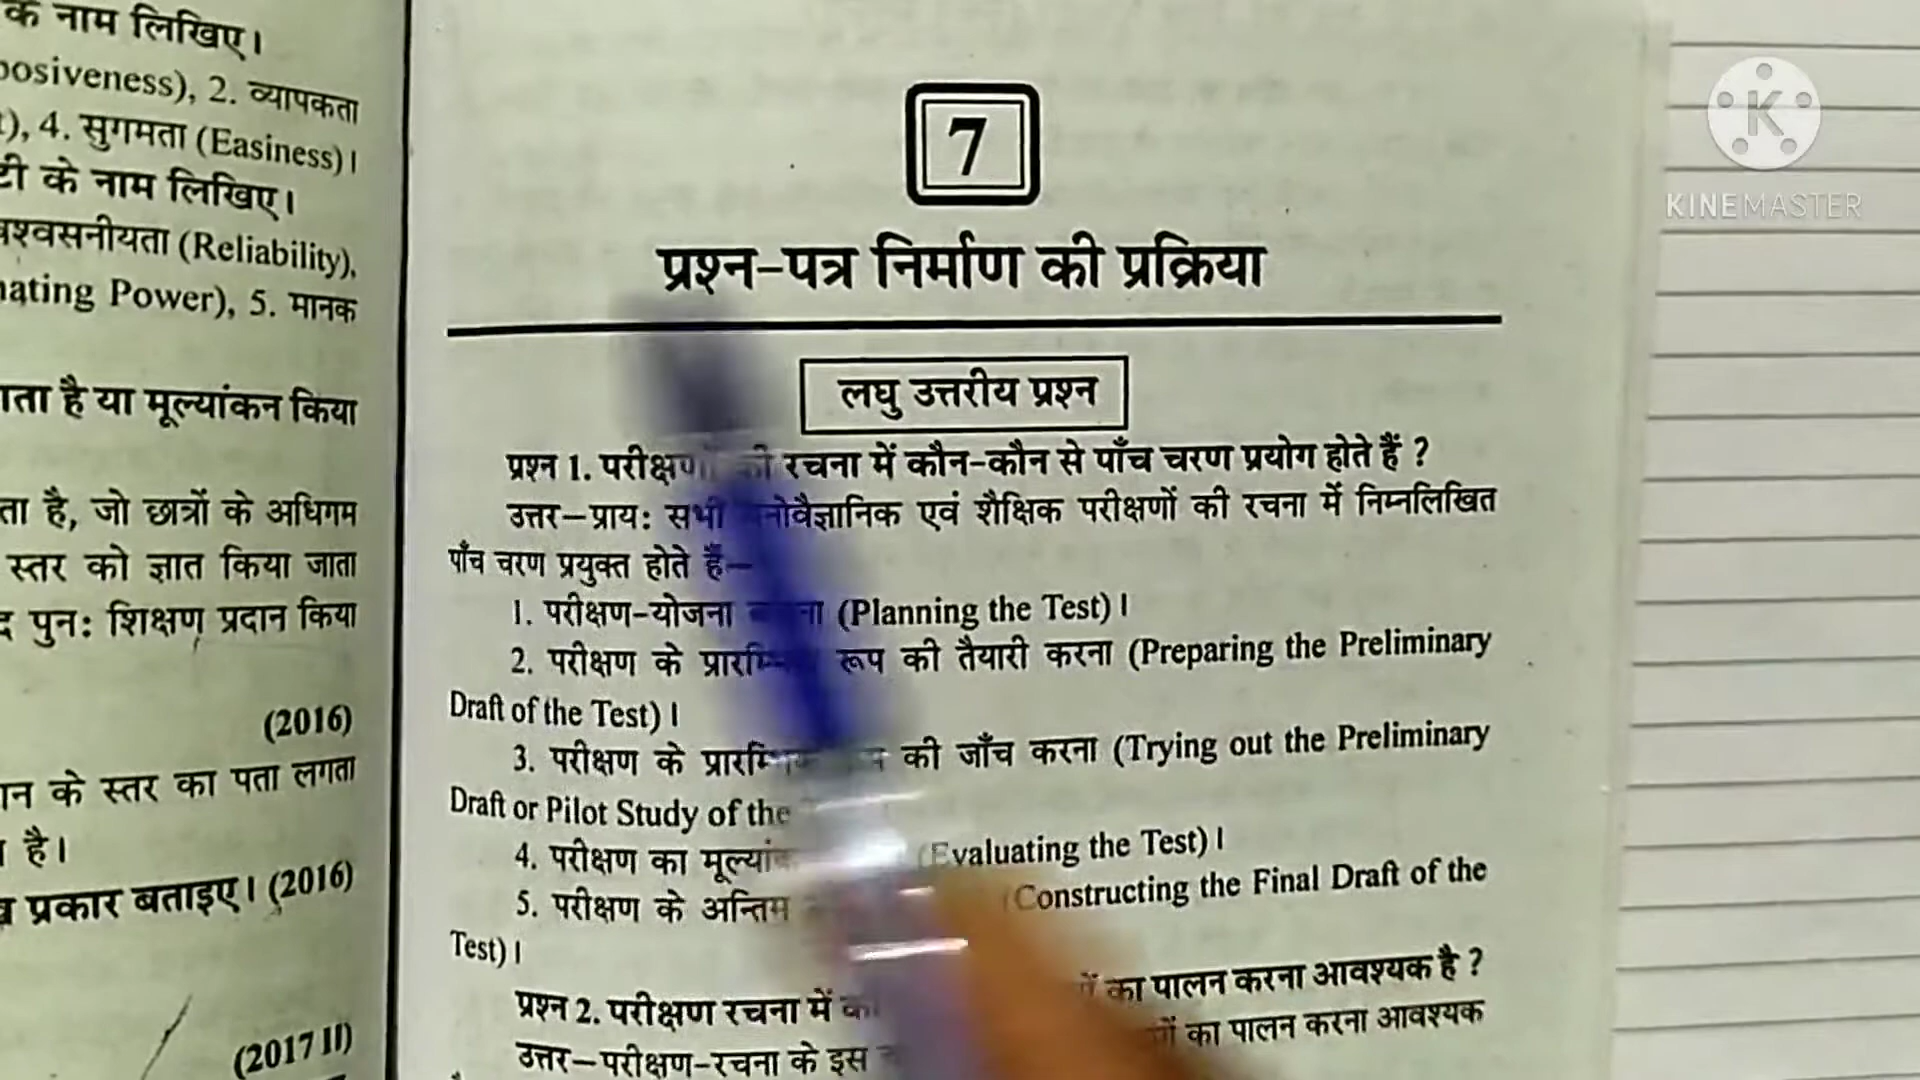 के नाम लिखिए।
posiveness), 2. व्यापकता
t), 4. सुगमता (Easiness)।
टी के नाम लिखिए।
श्वसनीयता (Reliability),
nating Power), 5. मानक
ता है या मूल्यांकन किया
ता है, जो छात्रों के अधिगम
स्तर को ज्ञात किया जाता
पुन: शिक्षण प्रदान किया
(2016)
के स्तर का पता लगता
है।
प्रकार बताइए। (2016)
(2017 II)
7
प्रश्न-पत्र निर्माण की प्रक्रिया
लघु उत्तरीय प्रश्न
प्रश्न 1. परीक्षणों की रचना में कौन-कौन से पाँच चरण प्रयोग होते हैं ?
उत्तर–प्राय: सभी मनोवैज्ञानिक एवं शैक्षिक परीक्षणों की रचना में निम्नलिखित
पाँच चरण प्रयुक्त होते हैं–
1. परीक्षण-योजना (Planning the Test)।
2. परीक्षण के प्रारम्भिक रूप की तैयारी करना (Preparing the Preliminary
Draft of the Test)।
3. परीक्षण के प्रारम्भिक की जाँच करना (Trying out the Preliminary
Draft or Pilot Study of the
4. परीक्षण का (Evaluating the Test)।
5. परीक्षण के अन्तिम (Constructing the Final Draft of the
Test)।
प्रश्न 2. परीक्षण रचना में का पालन करना आवश्यक है ?
उत्तर–परीक्षण-रचना के इस का पालन करना आवश्यक
K
KINEMASTER